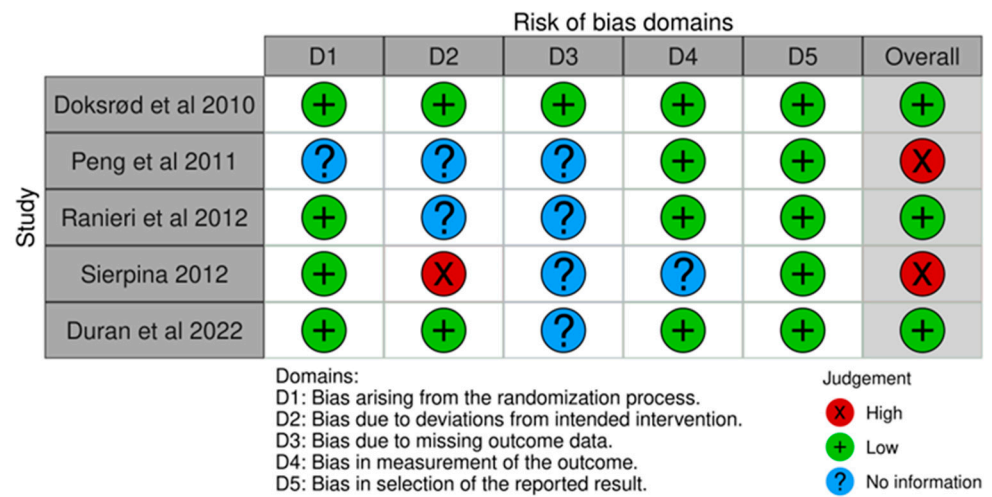 Risk of bias domains
D1 D2 D3 D4 D5 Overall
Study
Doksrød et al 2010 + + + + + +
Peng et al 2011 ? ? ? + + X
Ranieri et al 2012 + ? ? + + +
Sierpina 2012 + X ? ? + X
Duran et al 2022 + + ? + + +
Domains:
D1: Bias arising from the randomization process.
D2: Bias due to deviations from intended intervention.
D3: Bias due to missing outcome data.
D4: Bias in measurement of the outcome.
D5: Bias in selection of the reported result.
Judgement
X High
+ Low
? No information